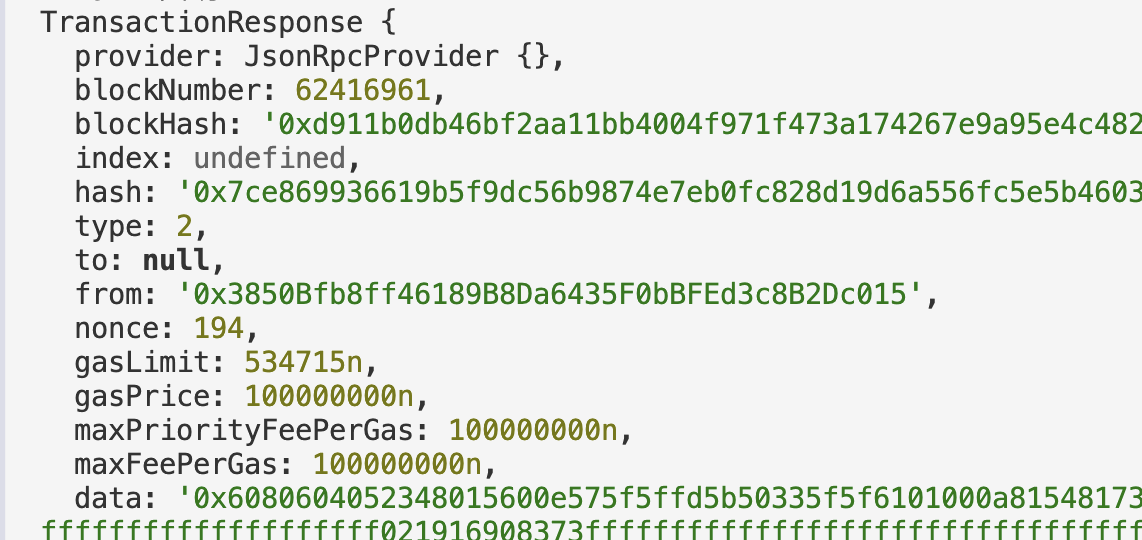 TransactionResponse {
provider: JsonRpcProvider {},
blockNumber: 62416961,
blockHash: '0xd911b0db46bf2aa11bb4004f971f473a174267e9a95e4c482
index: undefined,
hash: '0x7ce869936619b5f9dc56b9874e7eb0fc828d19d6a556fc5e5b4603
type: 2,
to: null,
from: '0x3850Bfb8ff46189B8Da6435F0bBFEd3c8B2Dc015',
nonce: 194,
gasLimit: 534715n,
gasPrice: 100000000n,
maxPriorityFeePerGas: 100000000n,
maxFeePerGas: 100000000n,
data: '0x6080604052348015600e575f5ffd5b50335f5f6101000a81548173
ffffffffffffffffffff021916908373fffffffffffffffffffffffffffffffff